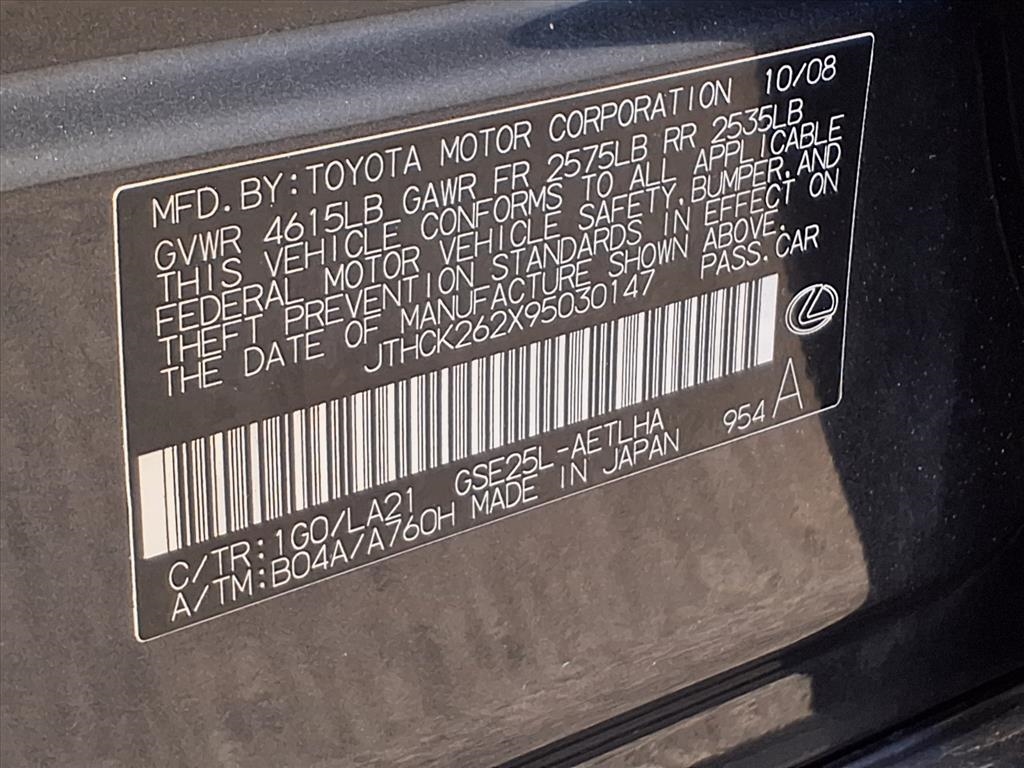 MFD. BY: TOYOTA MOTOR CORPORATION 10/08
GVWR 4615LB GAWR FR 2575LB RR 2535LB
THIS VEHICLE CONFORMS TO ALL APPLICABLE
FEDERAL MOTOR VEHICLE SAFETY, BUMPER, AND
THEFT PREVENTION STANDARDS IN EFFECT ON
THE DATE OF MANUFACTURE SHOWN ABOVE.
JTHCK262X95030147 PASS. CAR
C/TR: 1G0/LA21 GSE25L-AETLHA 954 A
A/TM: B04A/A760H MADE IN JAPAN